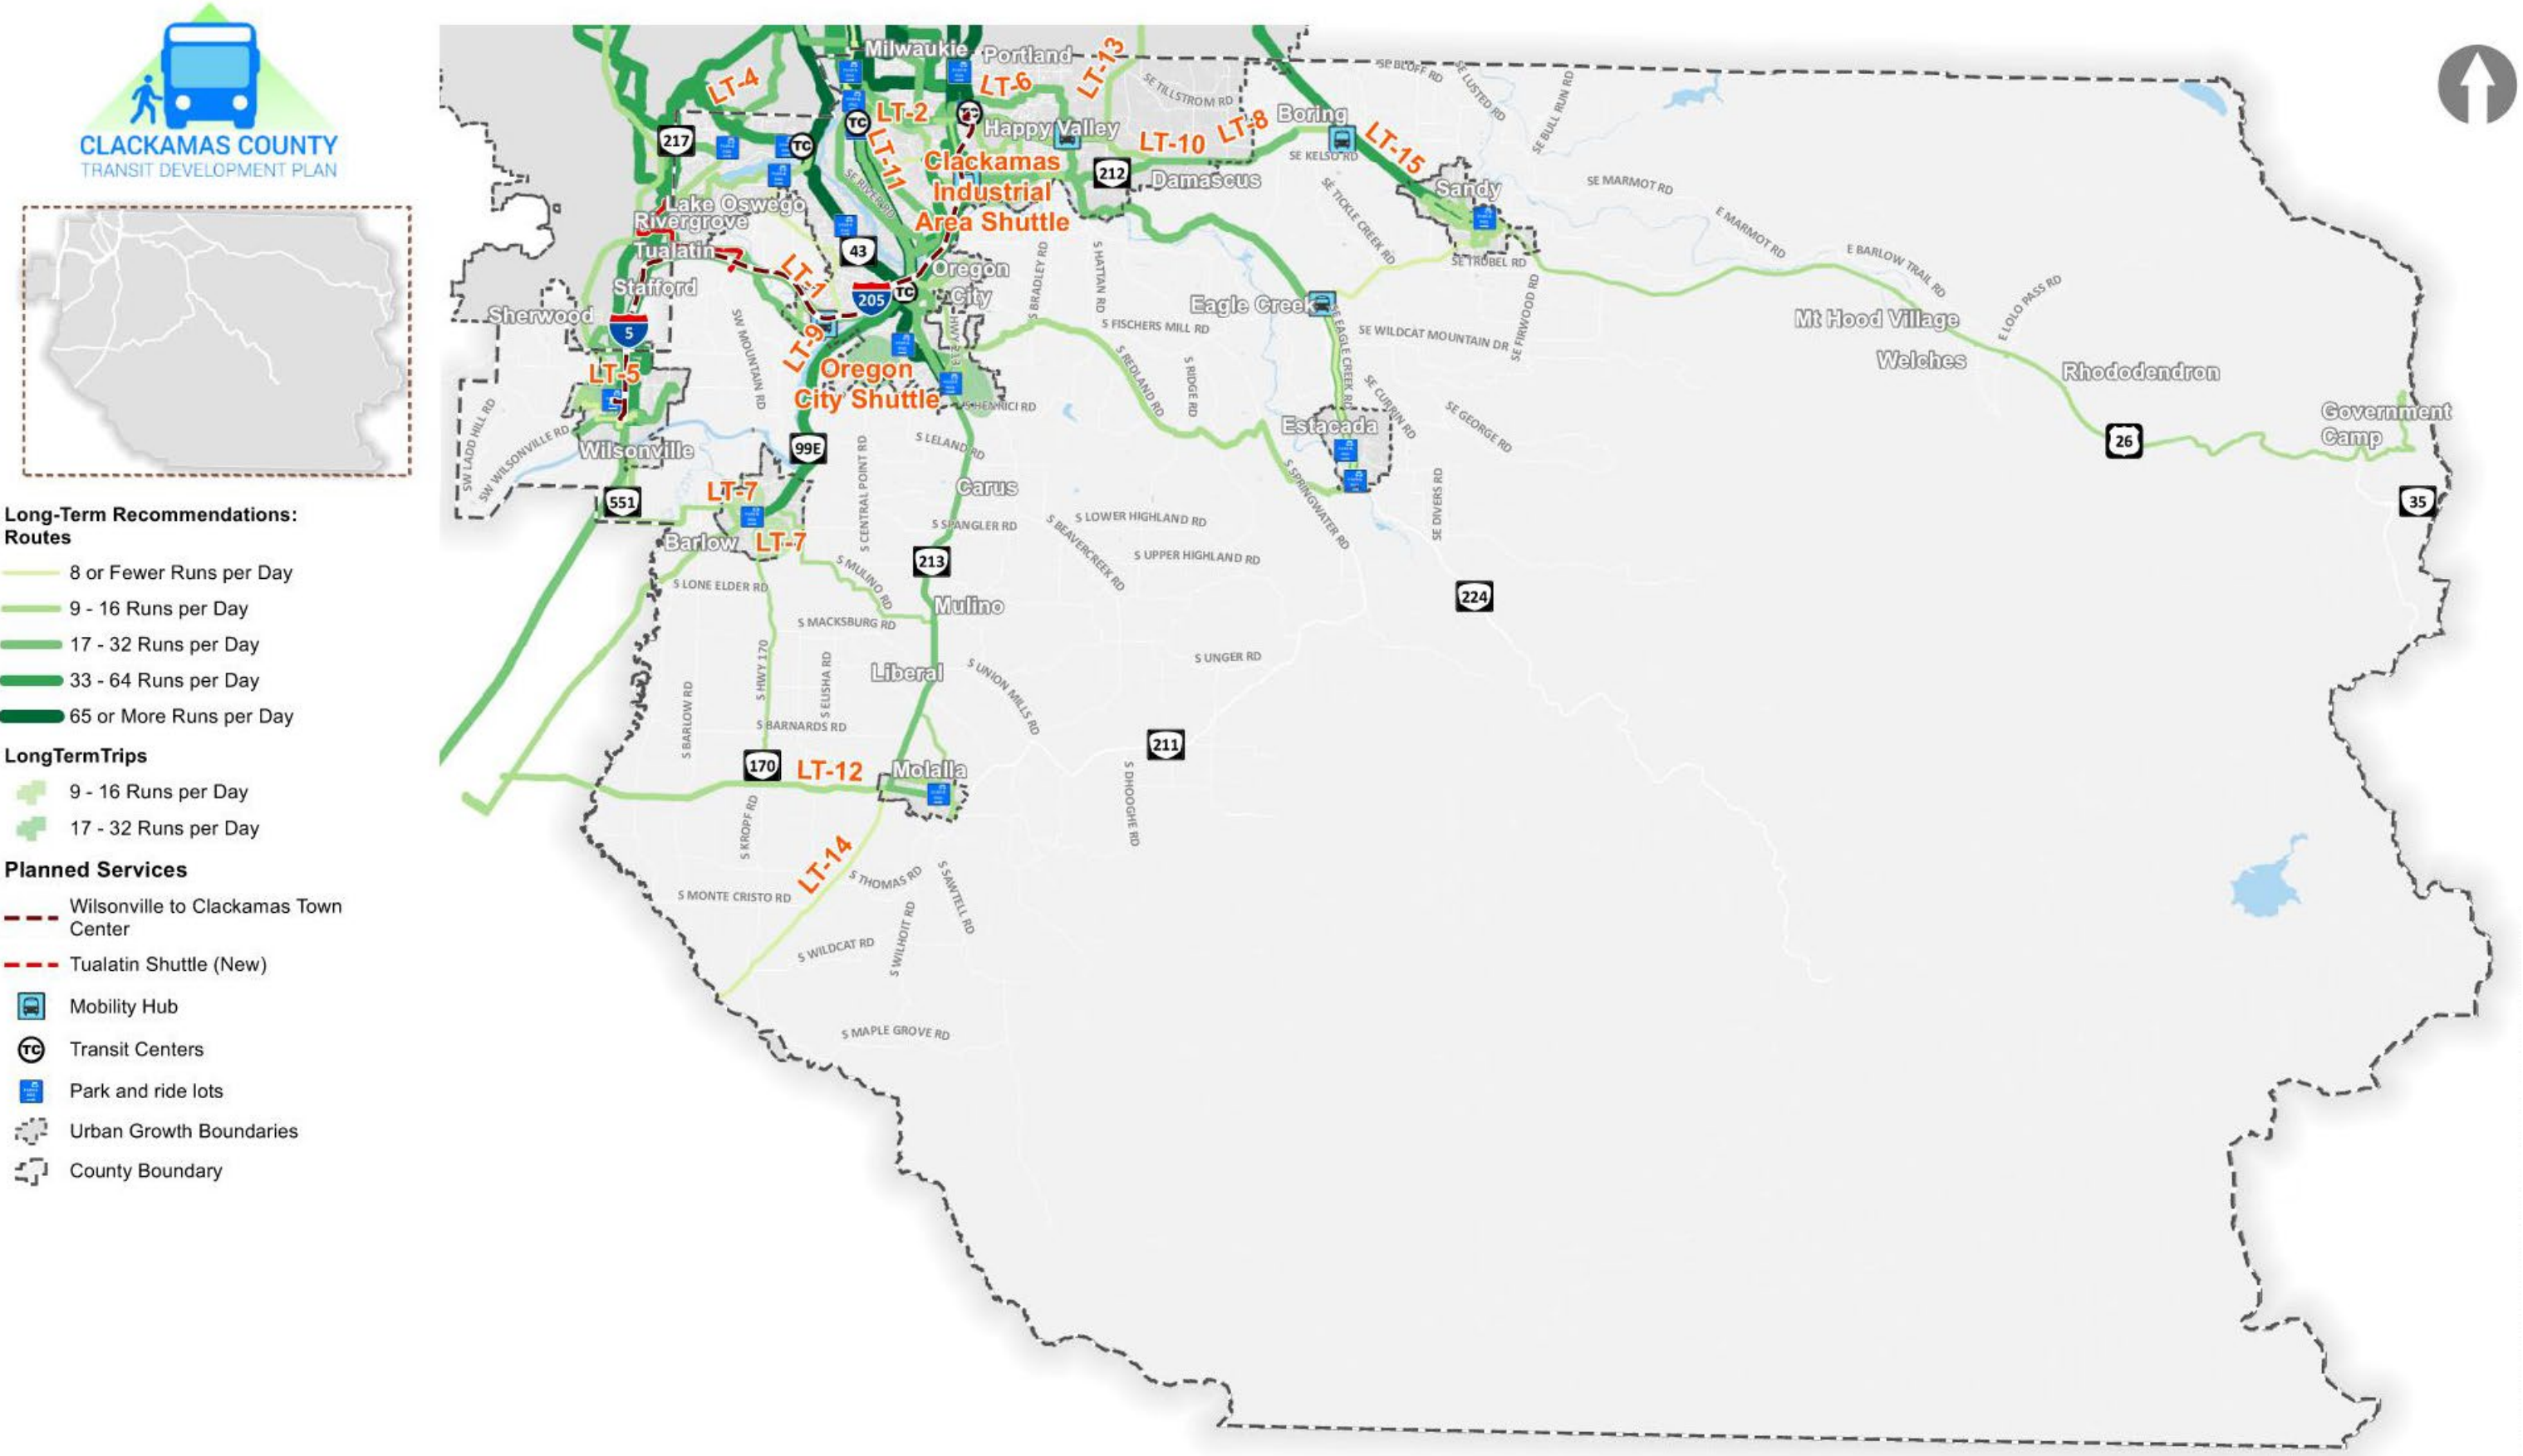 CLACKAMAS COUNTY
TRANSIT DEVELOPMENT PLAN
Long-Term Recommendations:
Routes
8 or Fewer Runs per Day
9 - 16 Runs per Day
17 - 32 Runs per Day
33 - 64 Runs per Day
65 or More Runs per Day
LongTermTrips
9 - 16 Runs per Day
17 - 32 Runs per Day
Planned Services
Wilsonville to Clackamas Town
Center
Tualatin Shuttle (New)
Mobility Hub
TC
Transit Centers
Park and ride lots
Urban Growth Boundaries
County Boundary
Milwaukie
Portland
LT-13
LT-4
LT-6
SE BLUFF RD
SE LUSTED RD
SE TILLSTROM RD
SE BULL RUN RD
LT-2
TC
TC
Happy Valley
LT-10
LT-8
Boring
LT-15
217
TC
LT-11
Clackamas
Industrial
Area Shuttle
SE KELSO RD
212
Damascus
SE RIVER RD
SE TICKLE CREEK RD
Sandy
SE MARMOT RD
Lake Oswego
Rivergrove
Tualatin
43
E MARMOT RD
E BARLOW TRAIL RD
SE TRUBEL RD
LT-1
Stafford
205
TC
Oregon
City
S BRADLEY RD
S HATTAN RD
Eagle Creek
SE FIRWOOD RD
E LOLO PASS RD
Sherwood
5
Mt Hood Village
S FISCHERS MILL RD
SE WILDCAT MOUNTAIN DR
SE EAGLE CREEK RD
HWY 213
SW MOUNTAIN RD
LT-9
Welches
Rhododendron
LT-5
Oregon
City Shuttle
S REDLAND RD
S RIDGE RD
SE CURRIN RD
SE GEORGE RD
S HENRICI RD
Government
Camp
SW LADD HILL RD
SW WILSONVILLE RD
Wilsonville
99E
S LELAND RD
Estacada
26
S CENTRAL POINT RD
S SPRINGWATER RD
SE DIVERS RD
551
LT-7
Carus
35
S SPANGLER RD
S BEAVERCREEK RD
S LOWER HIGHLAND RD
Barlow
LT-7
213
S UPPER HIGHLAND RD
S LONE ELDER RD
S MULINO RD
Mulino
224
S MACKSBURG RD
S HWY 170
S ELISHA RD
Liberal
S UNION MILLS RD
S UNGER RD
S BARLOW RD
S BARNARDS RD
211
170
LT-12
Molalla
S DHOOGHE RD
S KROPF RD
LT-14
S THOMAS RD
S SAWTELL RD
S MONTE CRISTO RD
S WILHOIT RD
S WILDCAT RD
S MAPLE GROVE RD